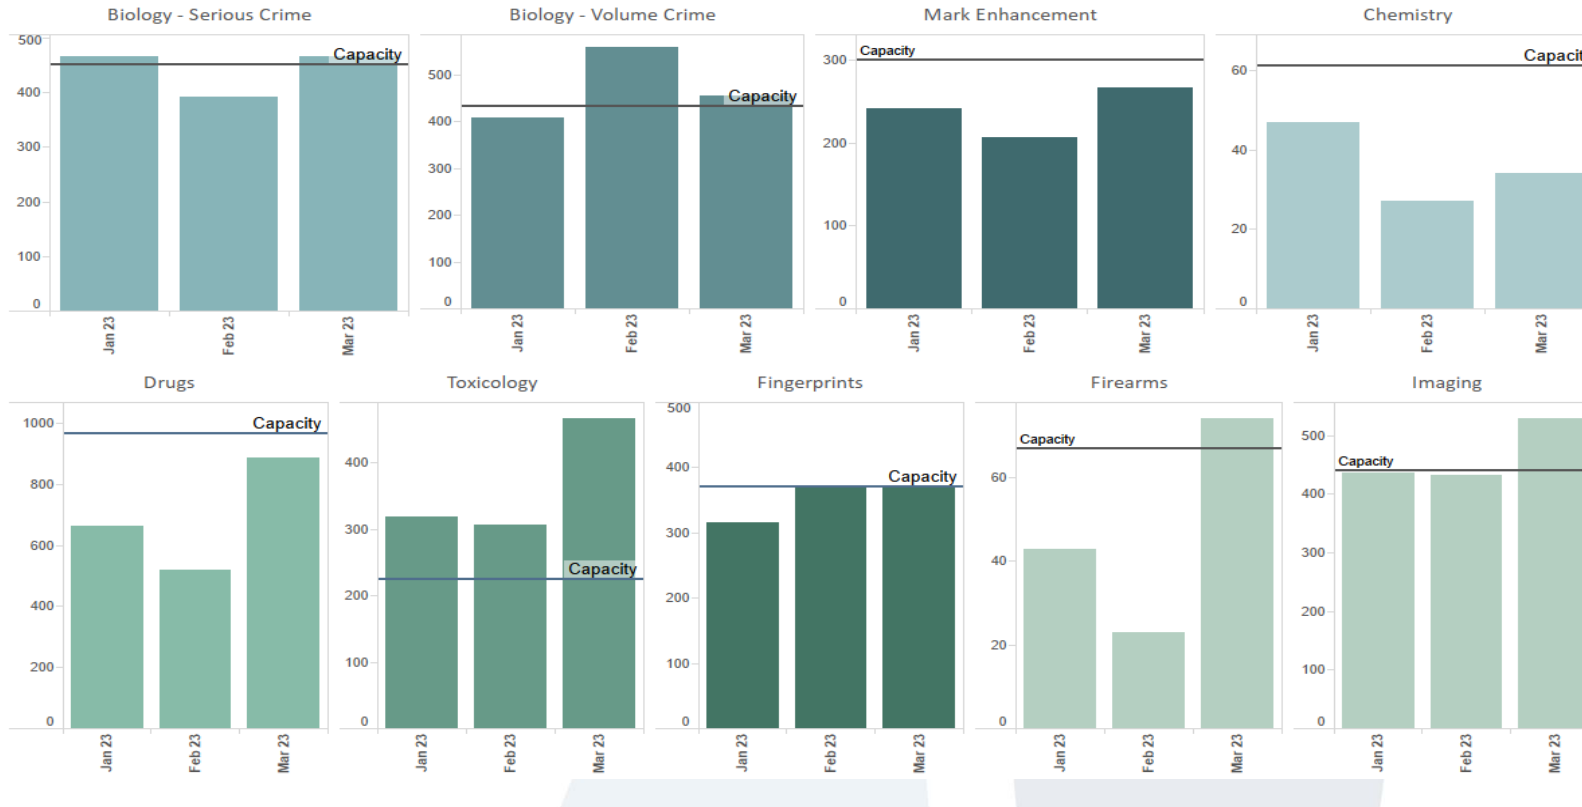 Biology - Serious Crime
500
400
300
200
100
0
Capacity
Jan 23
Feb 23
Mar 23
Biology - Volume Crime
500
400
300
200
100
0
Capacity
Jan 23
Feb 23
Mar 23
Mark Enhancement
300
200
100
0
Capacity
Jan 23
Feb 23
Mar 23
Chemistry
60
40
20
0
Capacit
Jan 23
Feb 23
Mar 23
Drugs
1000
800
600
400
200
0
Capacity
Jan 23
Feb 23
Mar 23
Toxicology
400
300
200
100
0
Capacity
Jan 23
Feb 23
Mar 23
Fingerprints
500
400
300
200
100
0
Capacity
Jan 23
Feb 23
Mar 23
Firearms
60
40
20
0
Capacity
Jan 23
Feb 23
Mar 23
Imaging
500
400
300
200
100
0
Capacity
Jan 23
Feb 23
Mar 23